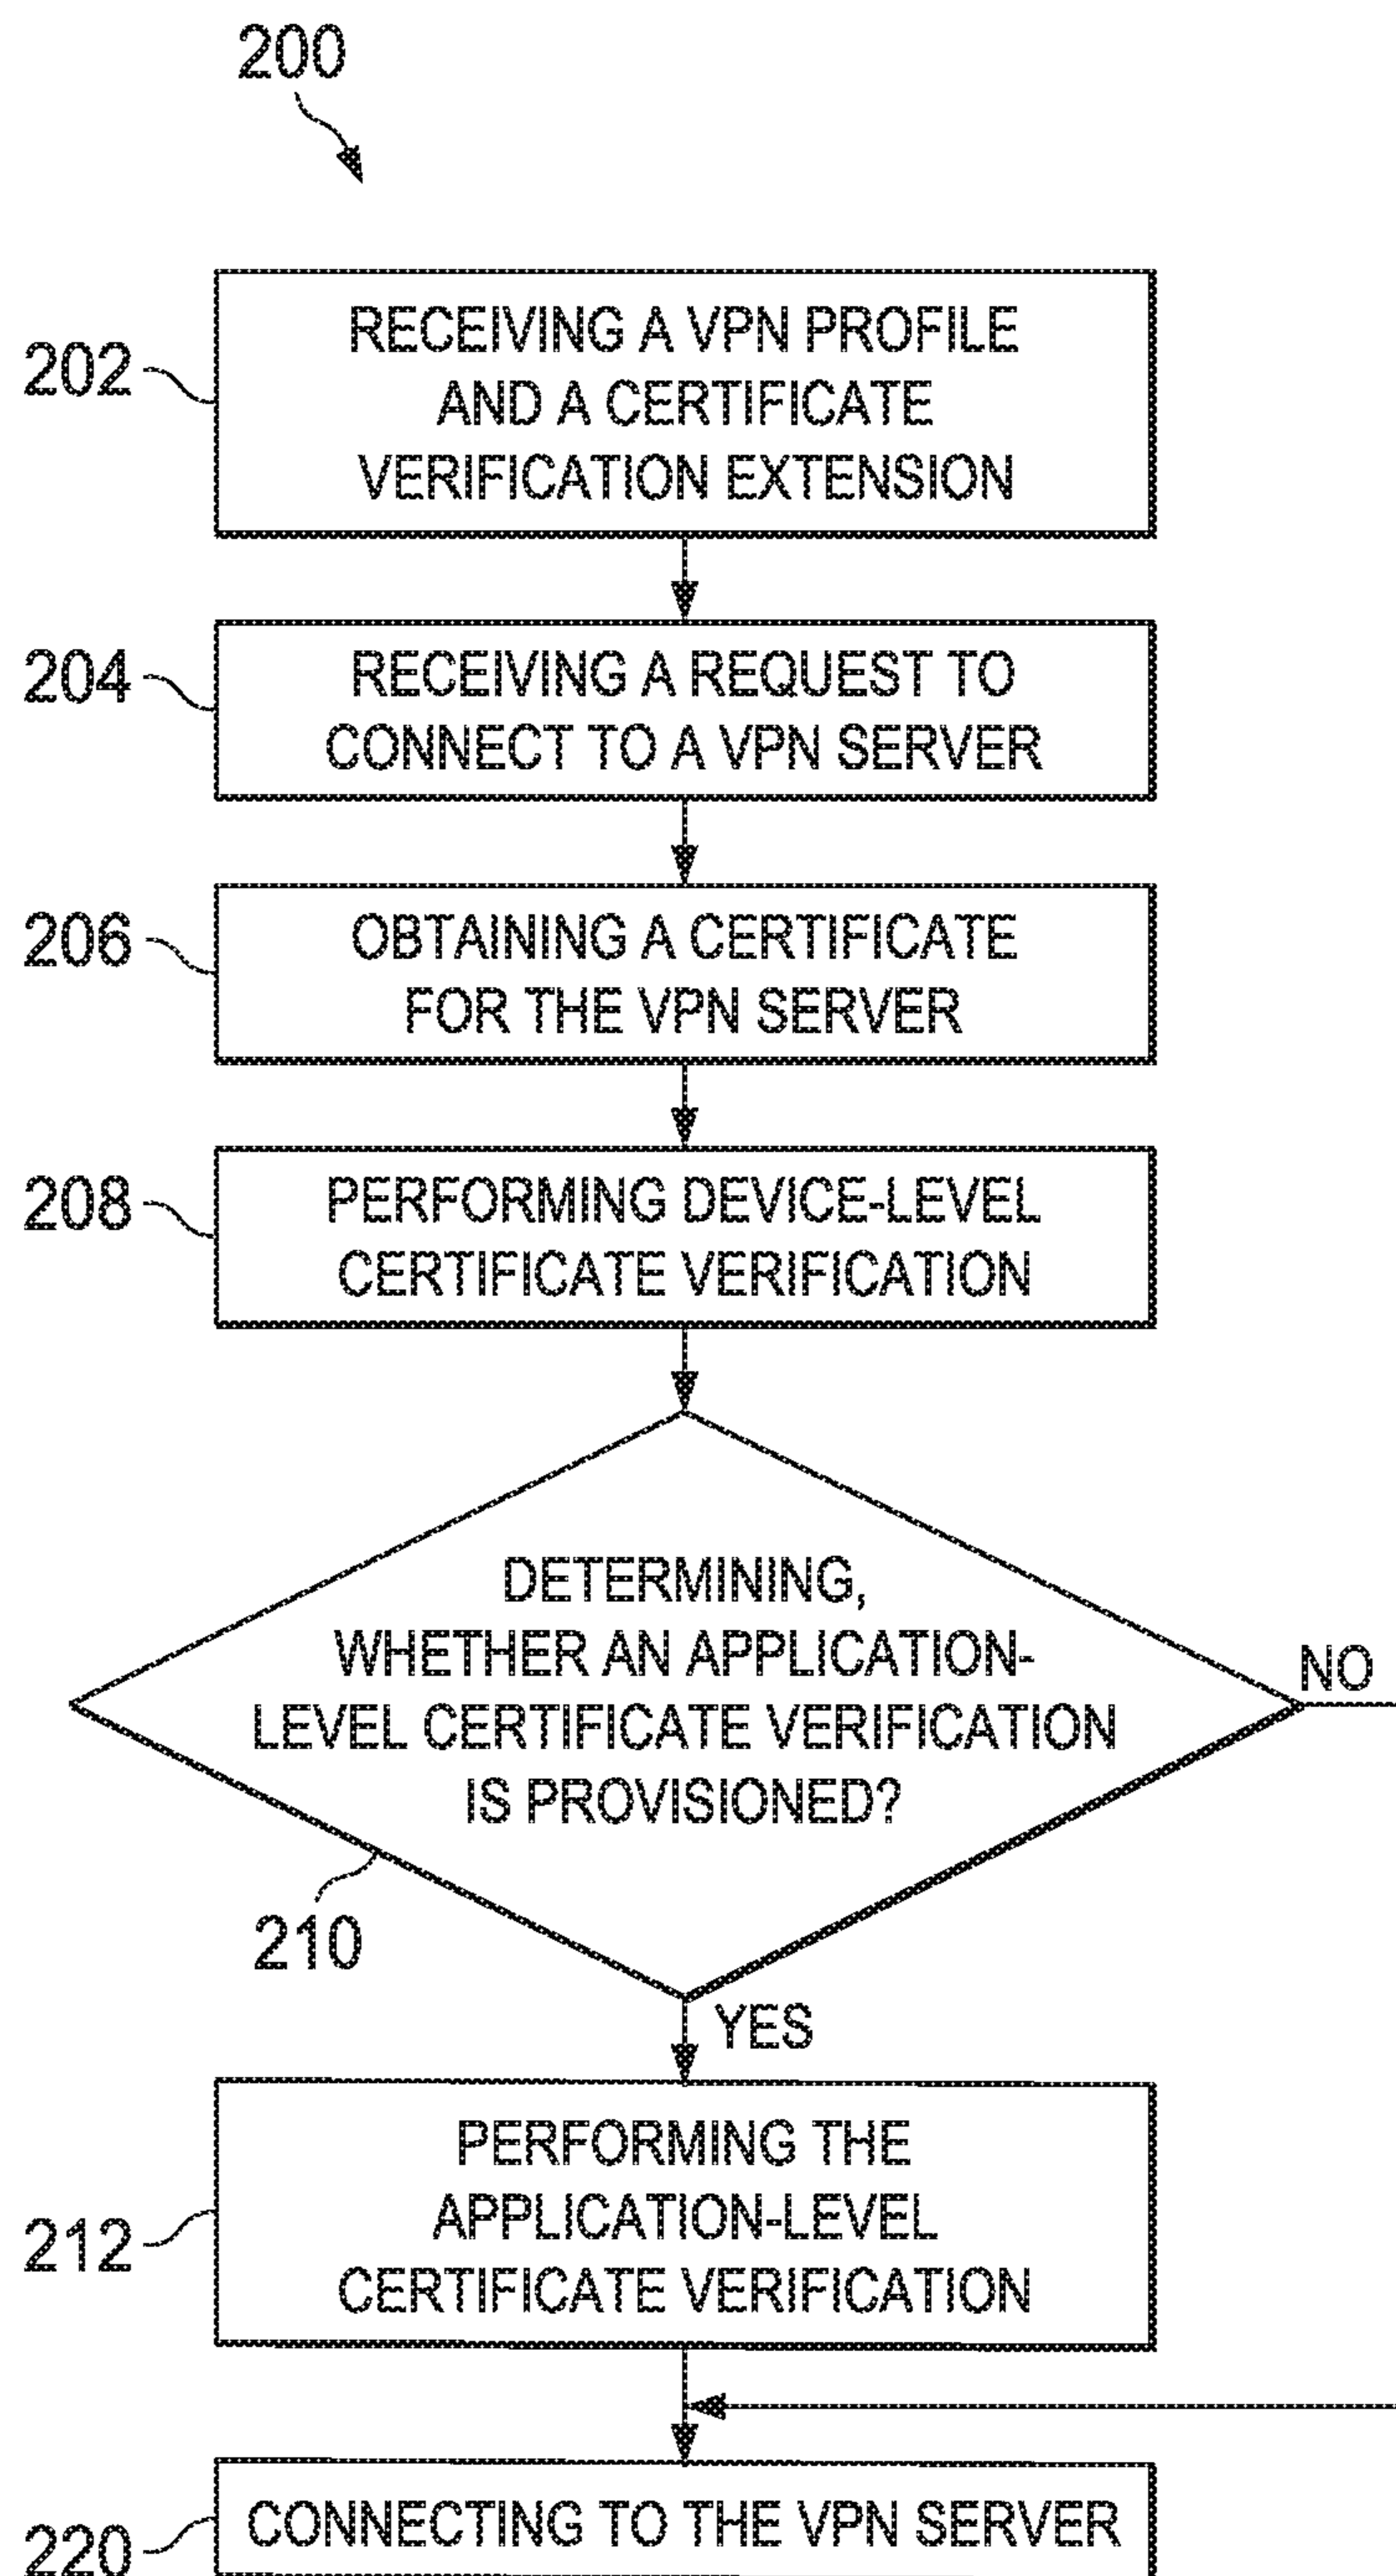 200
202
RECEIVING A VPN PROFILE
AND A CERTIFICATE
VERIFICATION EXTENSION
204
RECEIVING A REQUEST TO
CONNECT TO A VPN SERVER
206
OBTAINING A CERTIFICATE
FOR THE VPN SERVER
208
PERFORMING DEVICE-LEVEL
CERTIFICATE VERIFICATION
DETERMINING,
WHETHER AN APPLICATION-
LEVEL CERTIFICATE VERIFICATION
IS PROVISIONED?
NO
210
YES
212
PERFORMING THE
APPLICATION-LEVEL
CERTIFICATE VERIFICATION
220
CONNECTING TO THE VPN SERVER